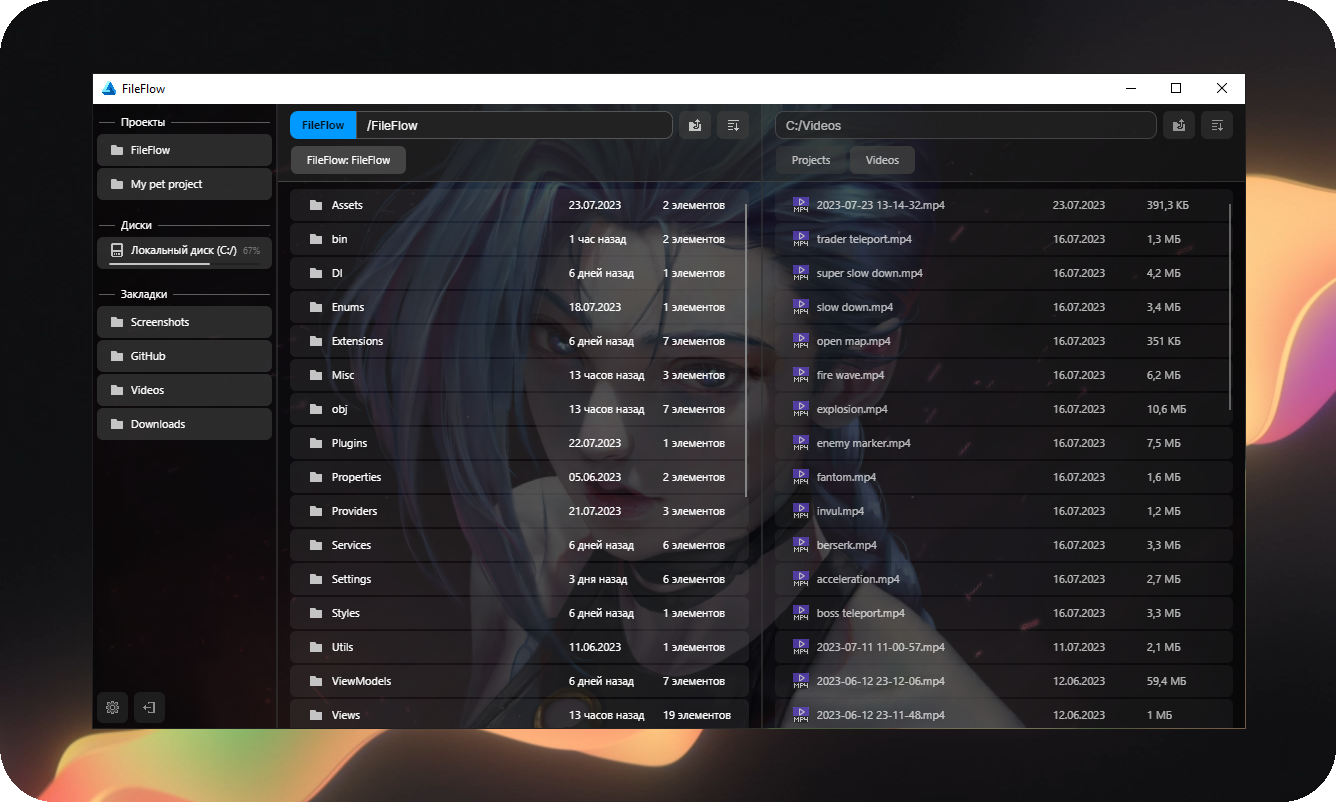 FileFlow
Проекты
FileFlow
My pet project
Диски
Локальный диск (C:/) 67%
Закладки
Screenshots
GitHub
Videos
Downloads
FileFlow /FileFlow
FileFlow: FileFlow
Assets 23.07.2023 2 элементов
bin 1 час назад 2 элементов
DI 6 дней назад 1 элементов
Enums 18.07.2023 1 элементов
Extensions 6 дней назад 7 элементов
Misc 13 часов назад 3 элементов
obj 13 часов назад 7 элементов
Plugins 22.07.2023 1 элементов
Properties 05.06.2023 2 элементов
Providers 21.07.2023 3 элементов
Services 6 дней назад 6 элементов
Settings 3 дня назад 6 элементов
Styles 6 дней назад 1 элементов
Utils 11.06.2023 1 элементов
ViewModels 6 дней назад 7 элементов
Views 13 часов назад 19 элементов
C:/Videos
Projects Videos
MP4 2023-07-23 13-14-32.mp4 23.07.2023 391,3 КБ
MP4 trader teleport.mp4 16.07.2023 1,3 МБ
MP4 super slow down.mp4 16.07.2023 4,2 МБ
MP4 slow down.mp4 16.07.2023 3,4 МБ
MP4 open map.mp4 16.07.2023 351 КБ
MP4 fire wave.mp4 16.07.2023 6,2 МБ
MP4 explosion.mp4 16.07.2023 10,6 МБ
MP4 enemy marker.mp4 16.07.2023 7,5 МБ
MP4 fantom.mp4 16.07.2023 1,6 МБ
MP4 invul.mp4 16.07.2023 1,2 МБ
MP4 berserk.mp4 16.07.2023 3,3 МБ
MP4 acceleration.mp4 16.07.2023 2,7 МБ
MP4 boss teleport.mp4 16.07.2023 3,3 МБ
MP4 2023-07-11 11-00-57.mp4 11.07.2023 2,1 МБ
MP4 2023-06-12 23-12-06.mp4 12.06.2023 59,4 МБ
MP4 2023-06-12 23-11-48.mp4 12.06.2023 1 МБ